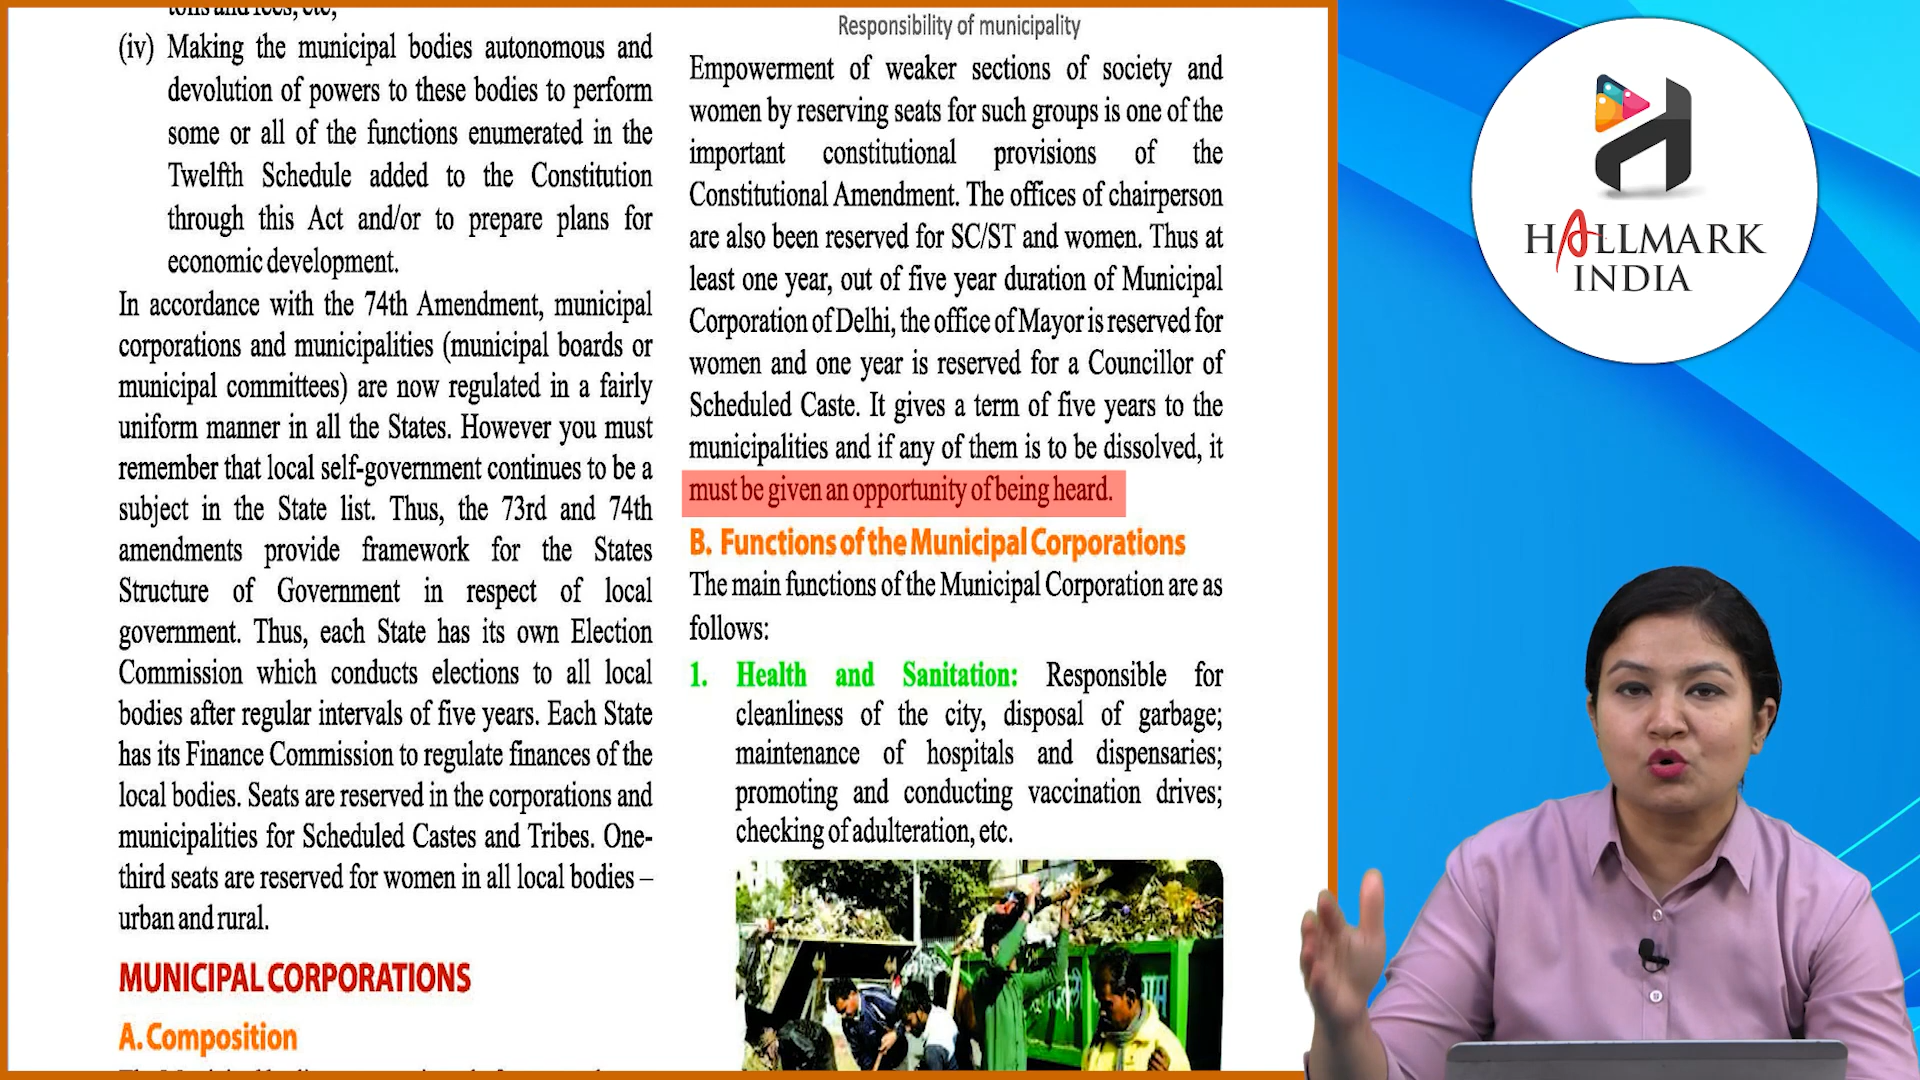 tolls and fees, etc;
(iv) Making the municipal bodies autonomous and
devolution of powers to these bodies to perform
some or all of the functions enumerated in the
Twelfth Schedule added to the Constitution
through this Act and/or to prepare plans for
economic development.
In accordance with the 74th Amendment, municipal
corporations and municipalities (municipal boards or
municipal committees) are now regulated in a fairly
uniform manner in all the States. However you must
remember that local self-government continues to be a
subject in the State list. Thus, the 73rd and 74th
amendments provide framework for the States
Structure of Government in respect of local
government. Thus, each State has its own Election
Commission which conducts elections to all local
bodies after regular intervals of five years. Each State
has its Finance Commission to regulate finances of the
local bodies. Seats are reserved in the corporations and
municipalities for Scheduled Castes and Tribes. One-
third seats are reserved for women in all local bodies –
urban and rural.
MUNICIPAL CORPORATIONS
A. Composition
Responsibility of municipality
Empowerment of weaker sections of society and
women by reserving seats for such groups is one of the
important constitutional provisions of the
Constitutional Amendment. The offices of chairperson
are also been reserved for SC/ST and women. Thus at
least one year, out of five year duration of Municipal
Corporation of Delhi, the office of Mayor is reserved for
women and one year is reserved for a Councillor of
Scheduled Caste. It gives a term of five years to the
municipalities and if any of them is to be dissolved, it
must be given an opportunity of being heard.
B. Functions of the Municipal Corporations
The main functions of the Municipal Corporation are as
follows:
1. Health and Sanitation: Responsible for
cleanliness of the city, disposal of garbage;
maintenance of hospitals and dispensaries;
promoting and conducting vaccination drives;
checking of adulteration, etc.
HALLMARK
INDIA